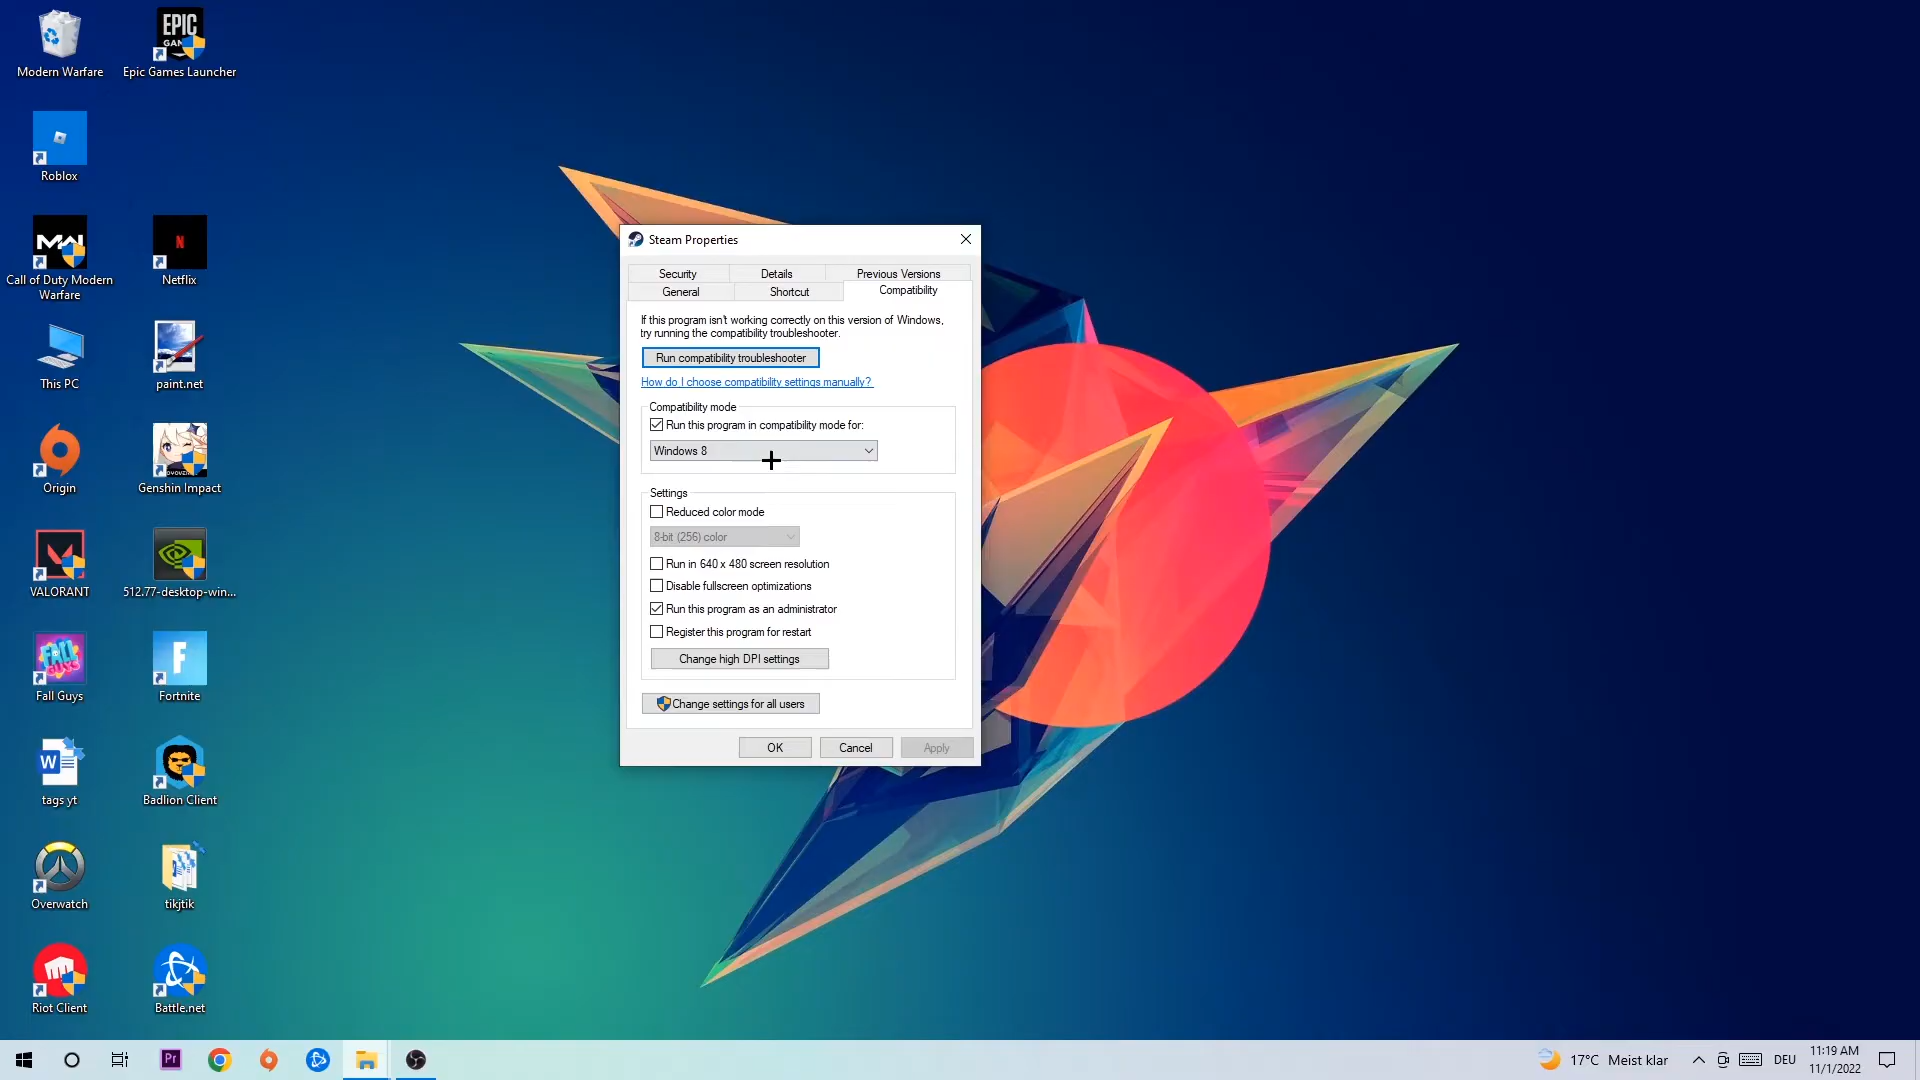 Modern Warfare
EPIC
GAMES
Epic Games Launcher
Roblox
MW
Call of Duty Modern
Warfare
N
Netflix
This PC
paint.net
Origin
Genshin Impact
VALORANT
512.77-desktop-win...
FALL
GUYS
Fall Guys
F
Fortnite
W
tags yt
Badlion Client
Overwatch
tikjtik
Riot Client
Battle.net
Steam Properties
Security
Details
Previous Versions
General
Shortcut
Compatibility
If this program isn't working correctly on this version of Windows,
try running the compatibility troubleshooter.
Run compatibility troubleshooter
How do I choose compatibility settings manually?
Compatibility mode
Run this program in compatibility mode for:
Windows 8
Settings
Reduced color mode
8-bit (256) color
Run in 640 x 480 screen resolution
Disable fullscreen optimizations
Run this program as an administrator
Register this program for restart
Change high DPI settings
Change settings for all users
OK
Cancel
Apply
Pr
17°C Meist klar
DEU
11:19 AM
11/1/2022